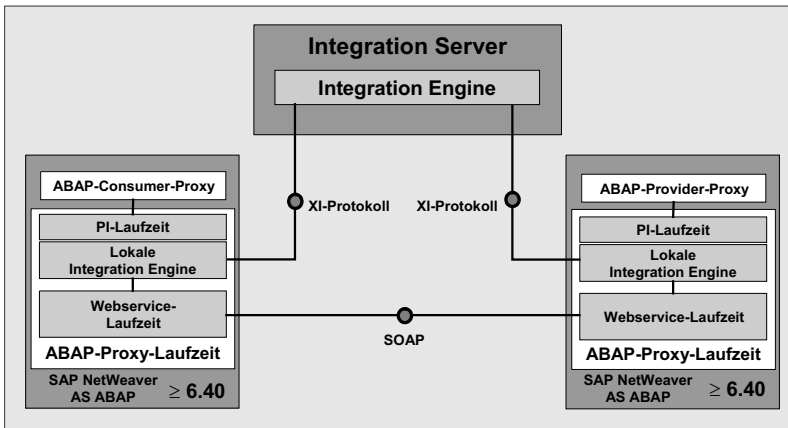 Integration Server
Integration Engine
ABAP-Consumer-Proxy
PI-Laufzeit
Lokale
Integration Engine
Webservice-
Laufzeit
ABAP-Proxy-Laufzeit
SAP NetWeaver
AS ABAP
≥ 6.40
XI-Protokoll
XI-Protokoll
SOAP
ABAP-Provider-Proxy
PI-Laufzeit
Lokale
Integration Engine
Webservice-Laufzeit
ABAP-Proxy-Laufzeit
SAP NetWeaver
AS ABAP
≥ 6.40